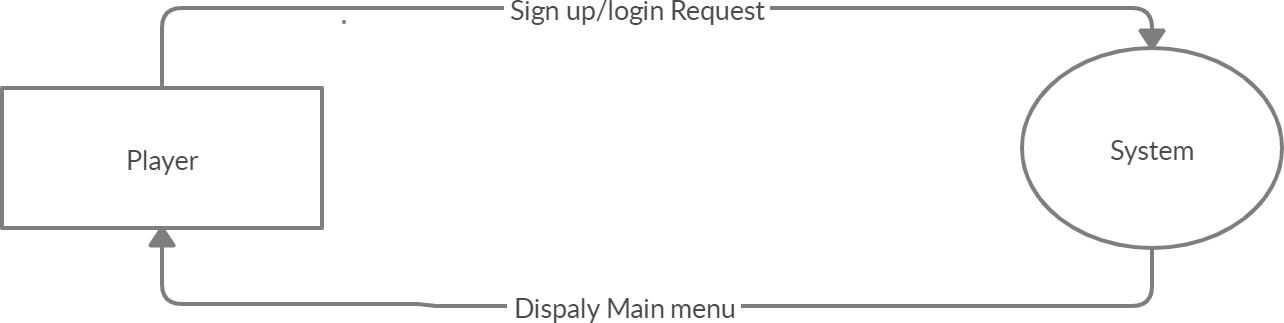 Sign up/login Request
Player
System
Dispaly Main menu